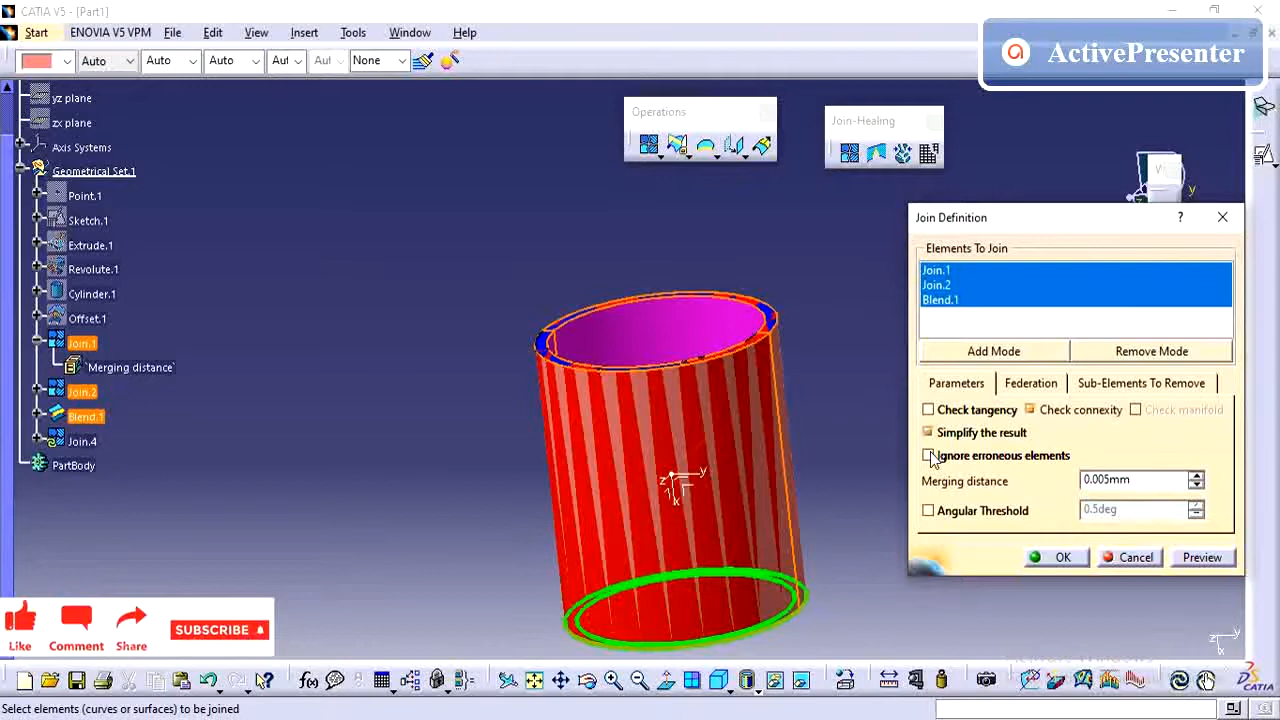 CATIA V5 - [Part1]
Start ENOVIA V5 VPM File Edit View Insert Tools Window Help
Auto Auto Auto Aut Aut None
ActivePresenter
yz plane
zx plane
Axis Systems
Geometrical Set.1
Point.1
Sketch.1
Extrude.1
Revolute.1
Cylinder.1
Offset.1
Join.1
Merging distance
Join.2
Blend.1
Join.4
PartBody
Operations
Join-Healing
y
Join Definition ?
Elements To Join
Join.1
Join.2
Blend.1
Add Mode Remove Mode
Parameters Federation Sub-Elements To Remove
Check tangency Check connexity Check manifold
Simplify the result
Ignore erroneous elements
Merging distance 0.005mm
Angular Threshold 0.5deg
OK Cancel Preview
z y
x
Like Comment Share SUBSCRIBE
z y
x
f(x)
CATIA
Select elements (curves or surfaces) to be joined